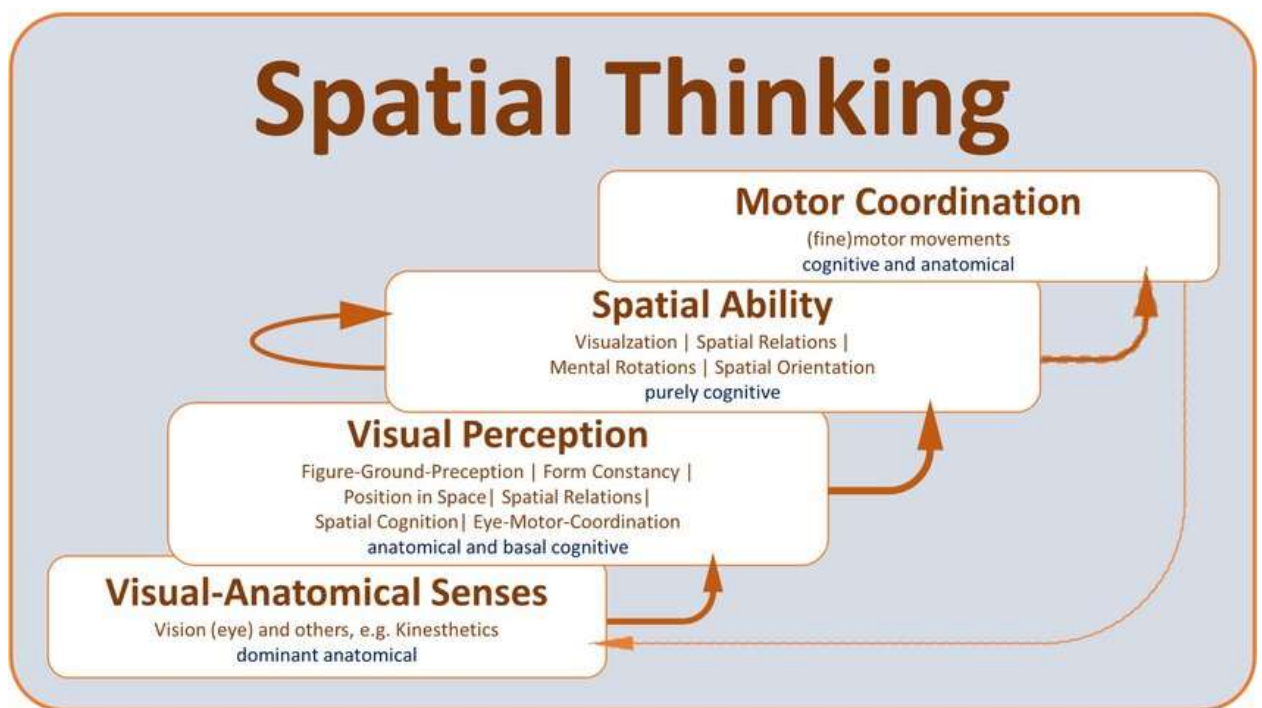 Spatial Thinking
Motor Coordination
(fine)motor movements
cognitive and anatomical
Spatial Ability
Visualzation | Spatial Relations |
Mental Rotations | Spatial Orientation
purely cognitive
Visual Perception
Figure-Ground-Preception | Form Constancy |
Position in Space| Spatial Relations|
Spatial Cognition| Eye-Motor-Coordination
anatomical and basal cognitive
Visual-Anatomical Senses
Vision (eye) and others, e.g. Kinesthetics
dominant anatomical